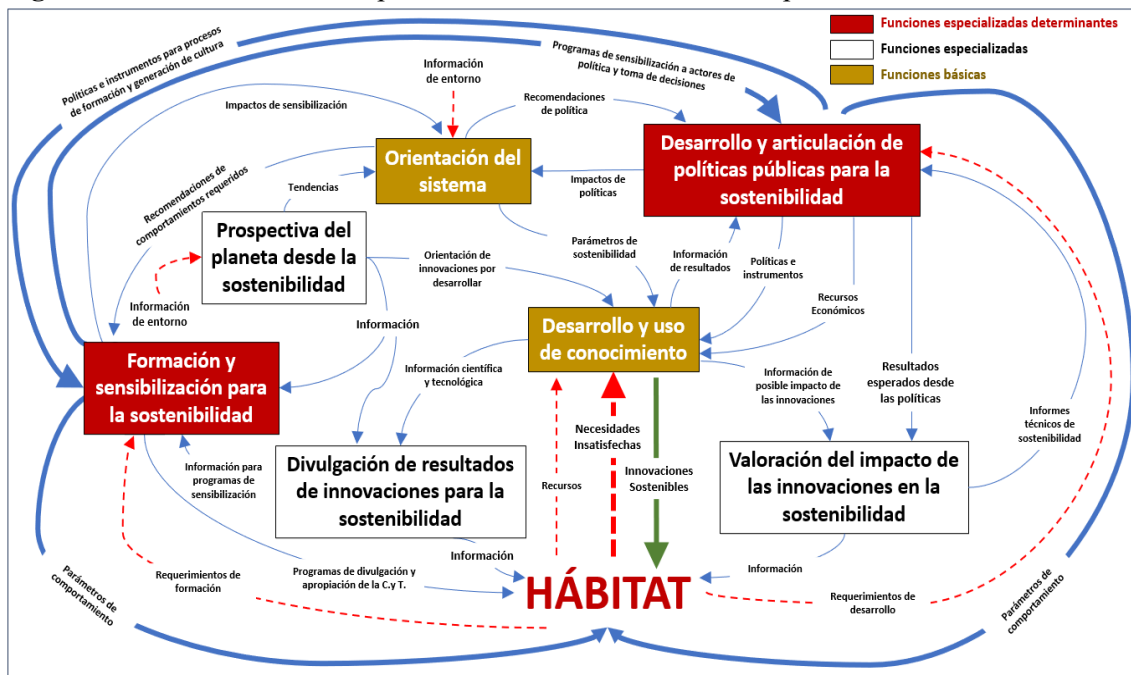 Funciones especializadas determinantes
Funciones especializadas
Funciones básicas
Políticas e instrumentos para procesos
de formación y generación de cultura
Programas de sensibilización a actores de
política y toma de decisiones
Información
de entorno
Impactos de sensibilización
Recomendaciones
de política
Orientación del
sistema
Desarrollo y articulación de
políticas públicas para la
sostenibilidad
Recomendaciones de
comportamientos requeridos
Tendencias
Impactos de
políticas
Prospectiva del
planeta desde la
sostenibilidad
Orientación de
innovaciones por
desarrollar
Parámetros de
sostenibilidad
Información
de resultados
Políticas e
instrumentos
Información
de entorno
Recursos
Económicos
Información
Desarrollo y uso
de conocimiento
Formación y
sensibilización para
la sostenibilidad
Información científica
y tecnológica
Información de
posible impacto de
las innovaciones
Resultados
esperados desde
las políticas
Informes
técnicos de
sostenibilidad
Necesidades
Insatisfechas
Información para
programas de
sensibilización
Divulgación de resultados
de innovaciones para la
sostenibilidad
Recursos
Innovaciones
Sostenibles
Valoración del impacto de
las innovaciones en la
sostenibilidad
Información
Programas de divulgación y
apropiación de la C.y T.
Requerimientos de
formación
HÁBITAT
Información
Requerimientos de
desarrollo
Parámetros de
comportamiento
Parámetros de
comportamiento